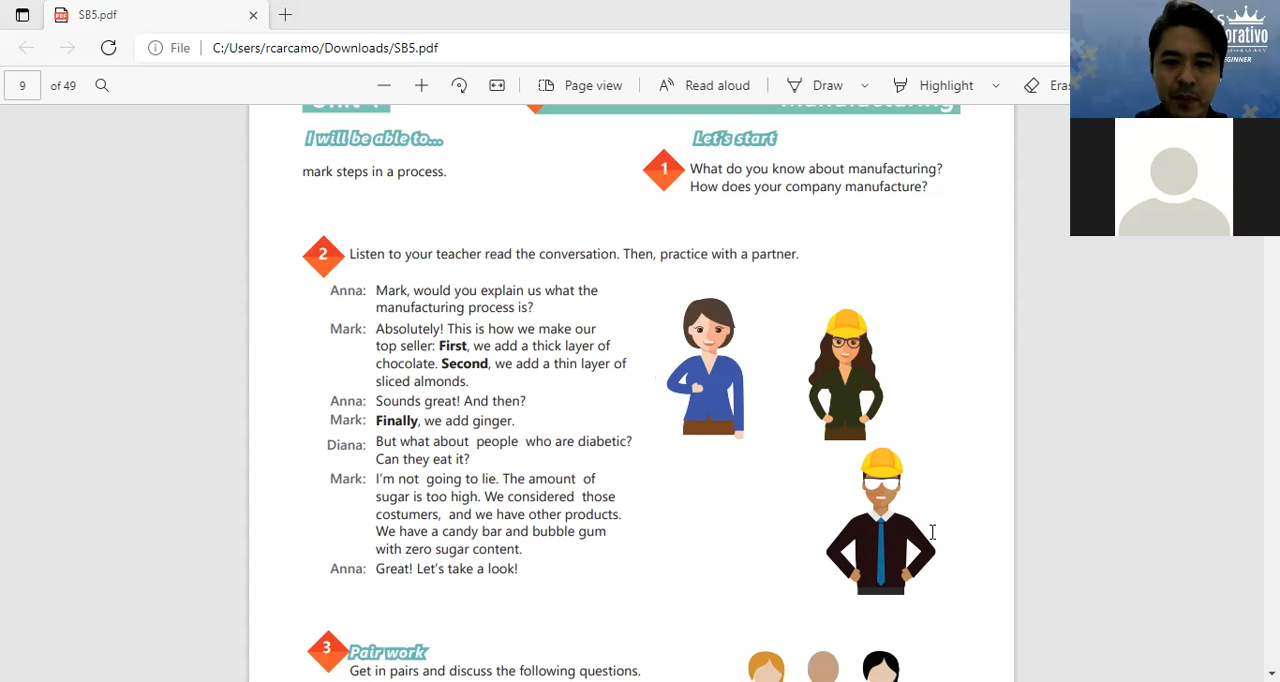 SB5.pdf
File
C:/Users/rcarcamo/Downloads/SB5.pdf
9 of 49
Page view
Read aloud
Draw
Highlight
orativo
EGINNER
manufacturing
I will be able to...
Let's start
mark steps in a process.
1
What do you know about manufacturing?
How does your company manufacture?
2
Listen to your teacher read the conversation. Then, practice with a partner.
Anna: Mark, would you explain us what the
manufacturing process is?
Mark: Absolutely! This is how we make our
top seller: First, we add a thick layer of
chocolate. Second, we add a thin layer of
sliced almonds.
Anna: Sounds great! And then?
Mark: Finally, we add ginger.
Diana: But what about people who are diabetic?
Can they eat it?
Mark: I'm not going to lie. The amount of
sugar is too high. We considered those
costumers, and we have other products.
We have a candy bar and bubble gum
with zero sugar content.
Anna: Great! Let's take a look!
3
Pair work
Get in pairs and discuss the following questions.